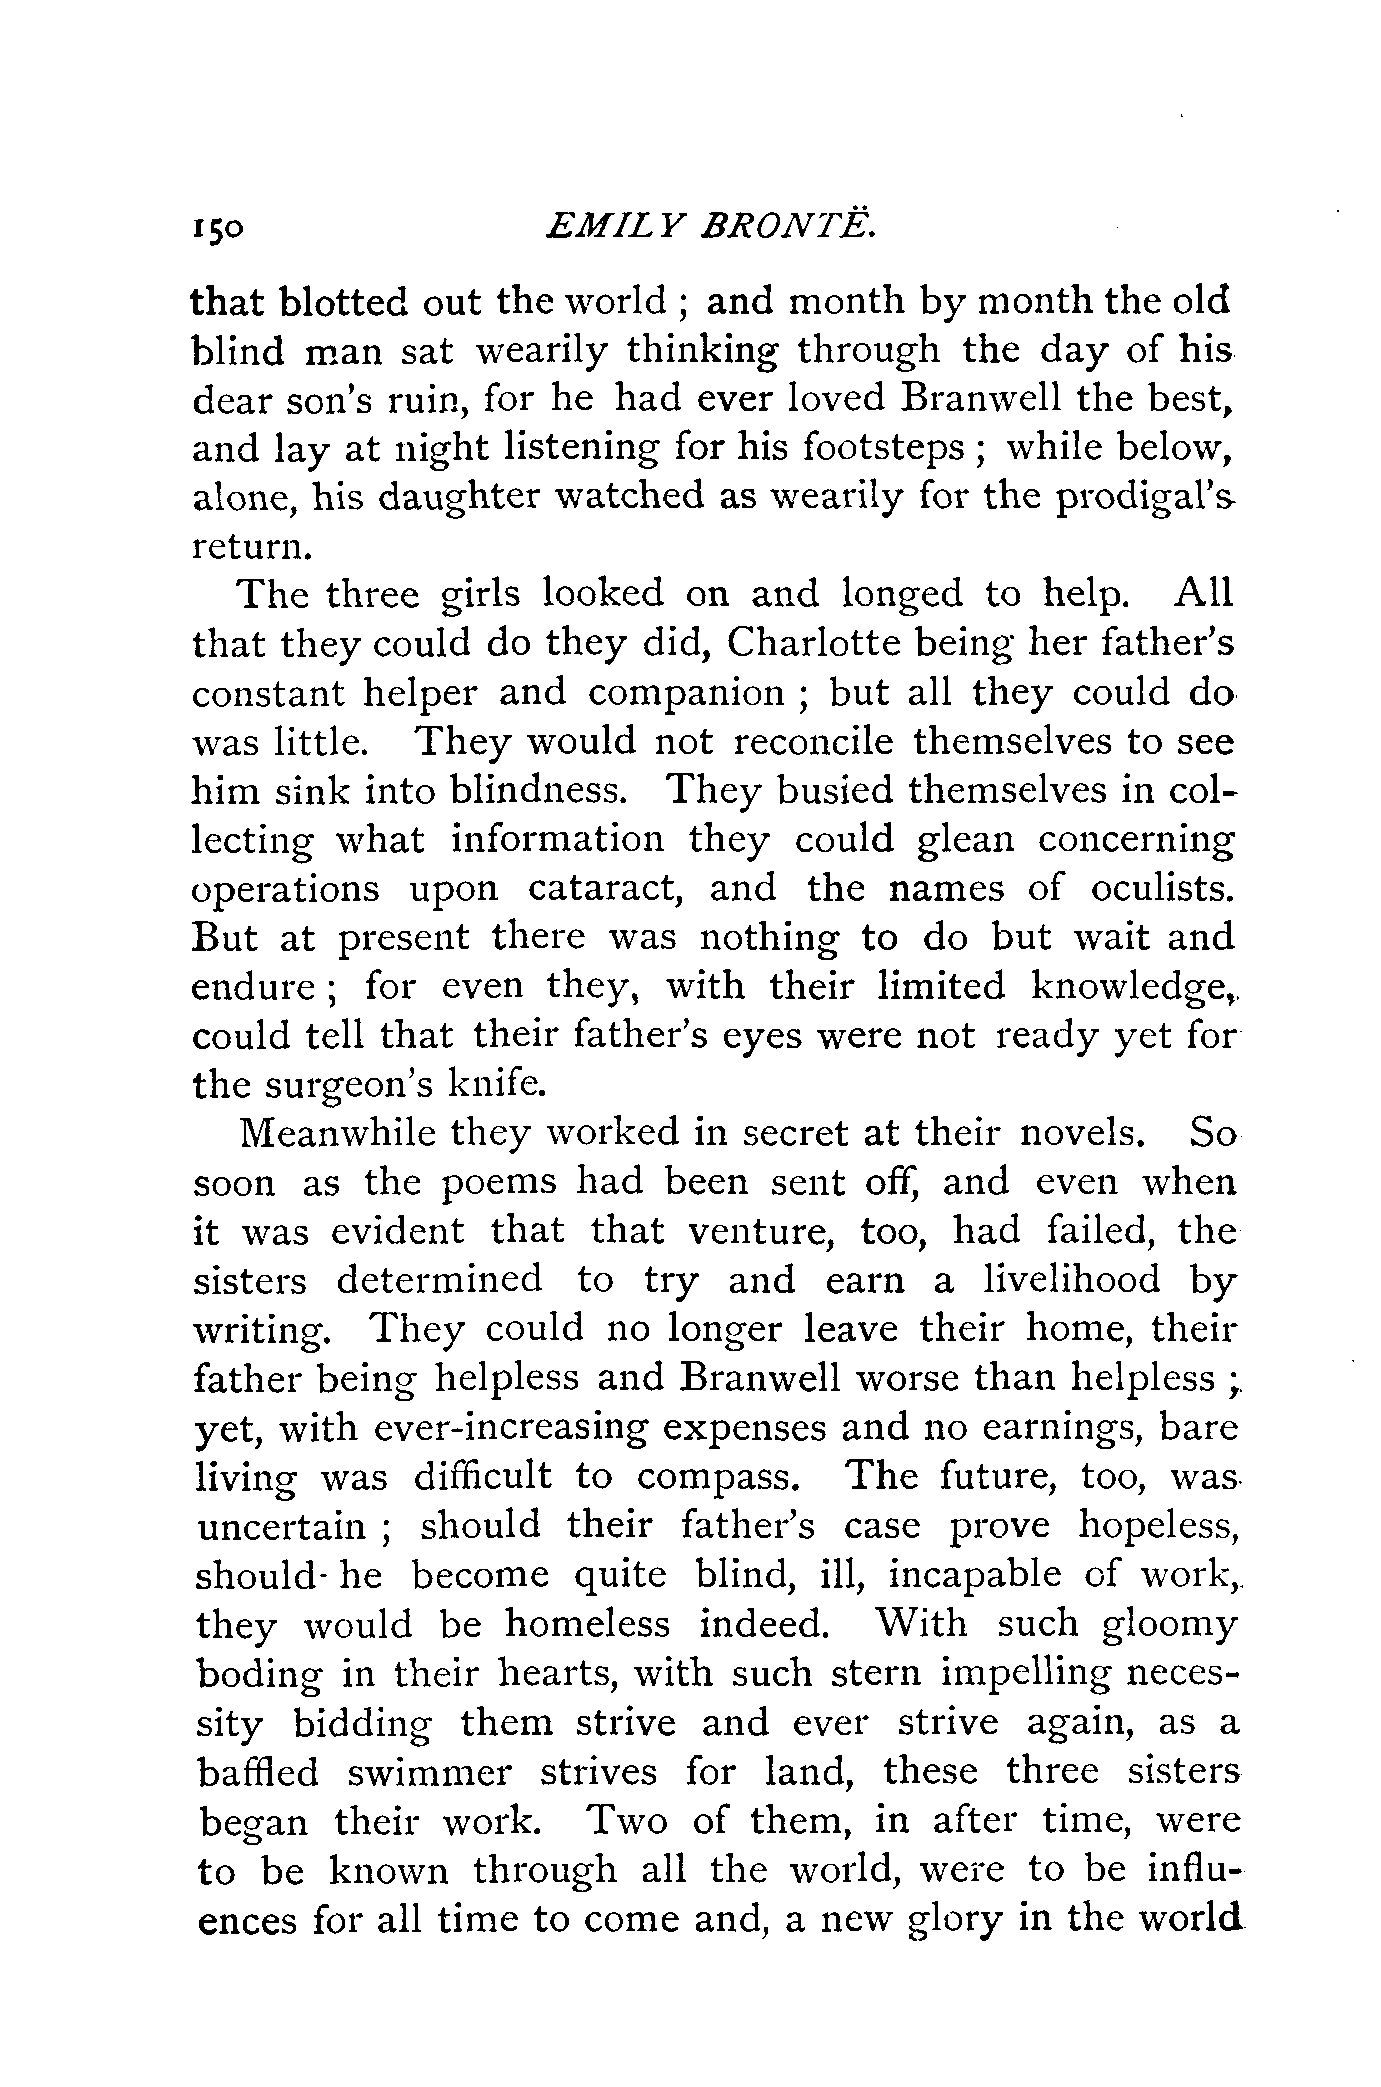 150 EMILY BRONTË.
that blotted out the world ; and month by month the old
blind man sat wearily thinking through the day of his
dear son's ruin, for he had ever loved Branwell the best,
and lay at night listening for his footsteps ; while below,
alone, his daughter watched as wearily for the prodigal's
return.
The three girls looked on and longed to help. All
that they could do they did, Charlotte being her father's
constant helper and companion ; but all they could do
was little. They would not reconcile themselves to see
him sink into blindness. They busied themselves in col-
lecting what information they could glean concerning
operations upon cataract, and the names of oculists.
But at present there was nothing to do but wait and
endure ; for even they, with their limited knowledge,
could tell that their father's eyes were not ready yet for
the surgeon's knife.
Meanwhile they worked in secret at their novels. So
soon as the poems had been sent off, and even when
it was evident that that venture, too, had failed, the
sisters determined to try and earn a livelihood by
writing. They could no longer leave their home, their
father being helpless and Branwell worse than helpless ;
yet, with ever-increasing expenses and no earnings, bare
living was difficult to compass. The future, too, was
uncertain ; should their father's case prove hopeless,
should he become quite blind, ill, incapable of work,
they would be homeless indeed. With such gloomy
boding in their hearts, with such stern impelling neces-
sity bidding them strive and ever strive again, as a
baffled swimmer strives for land, these three sisters
began their work. Two of them, in after time, were
to be known through all the world, were to be influ-
ences for all time to come and, a new glory in the world